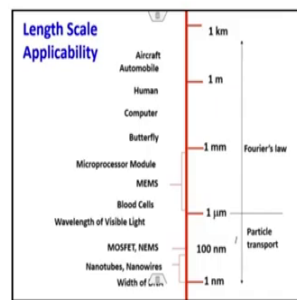 Length Scale
Applicability
1 km
Aircraft
Automobile
1 m
Human
Computer
Butterfly
1 mm
Fourier's law
Microprocessor Module
MEMS
Blood Cells
1 μm
Wavelength of Visible Light
Particle
transport
MOSFET, NEMS
100 nm
Nanotubes, Nanowires
Width of
1 nm